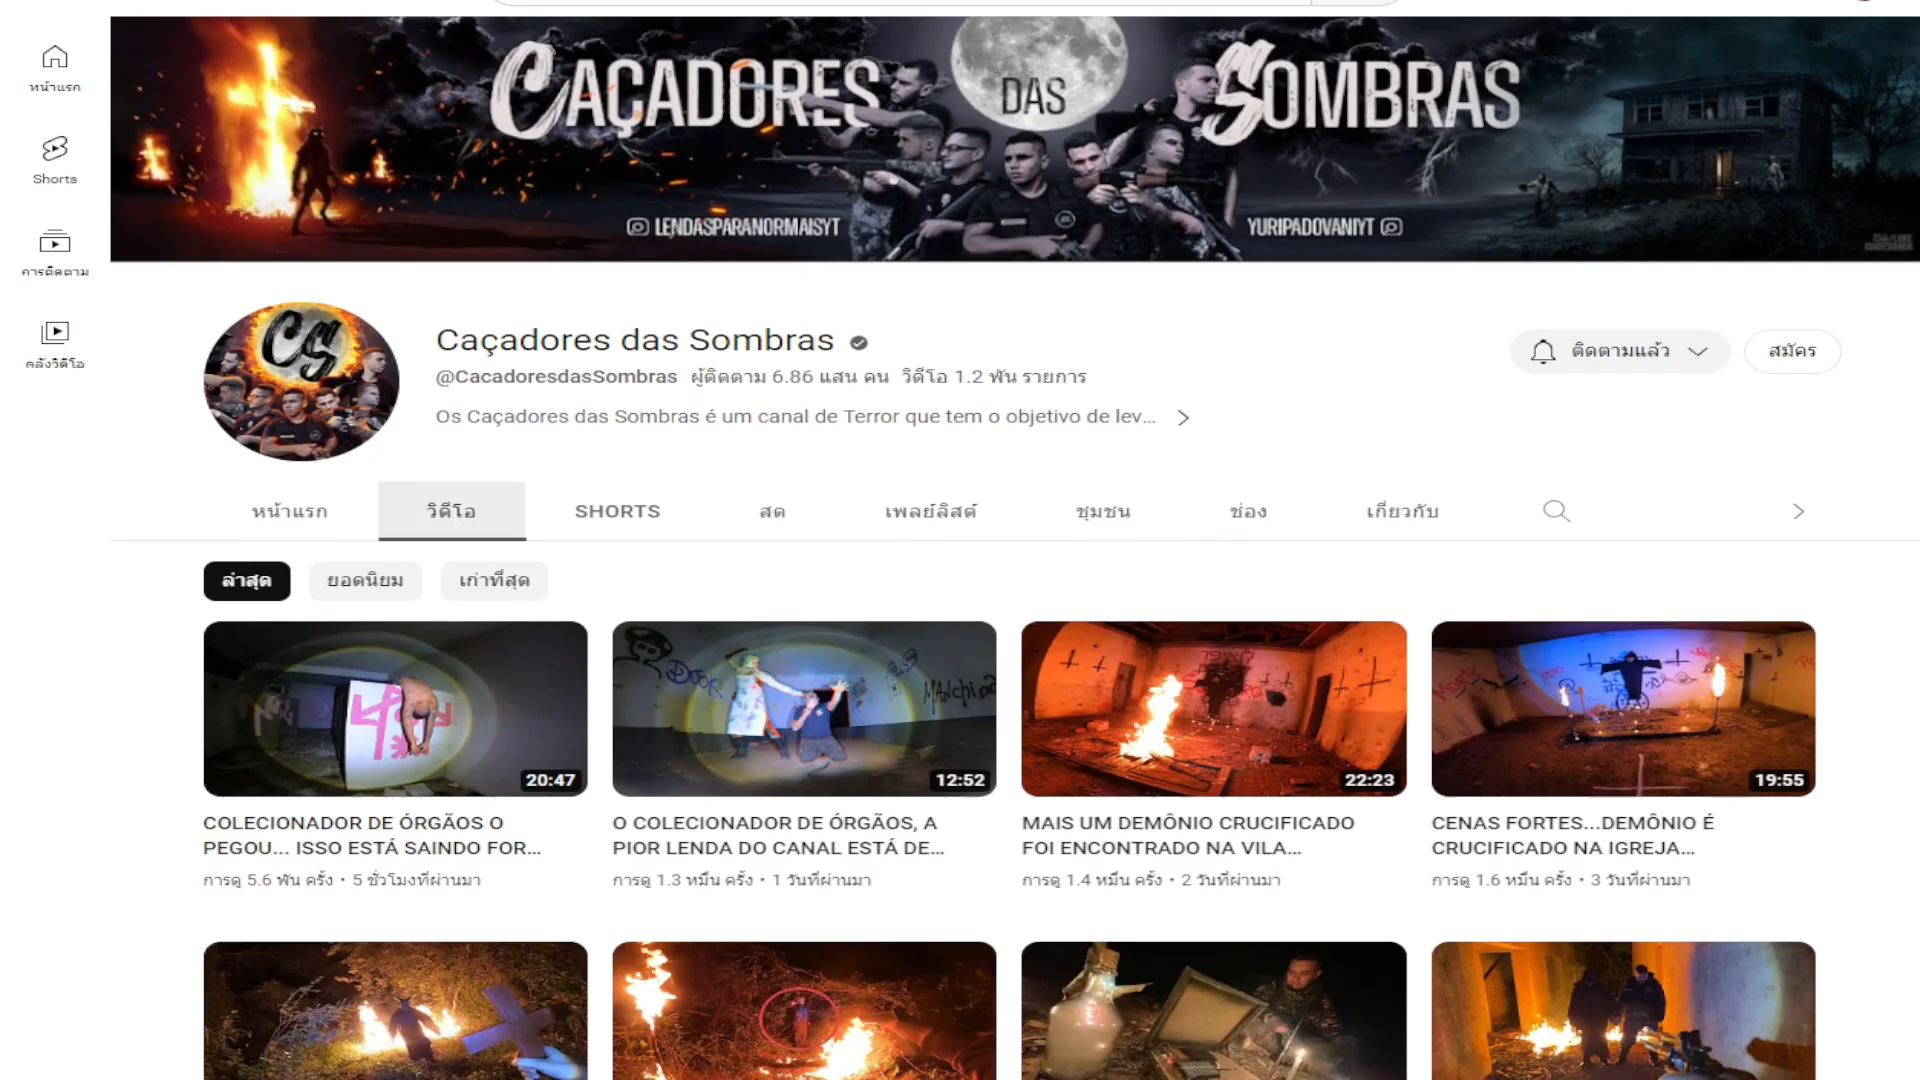 CAÇADORES DAS SOMBRAS
LENDASPARANORMAISYT
YURIPADOVANIYT
หน้าแรก
Shorts
การติดตาม
คลังวิดีโอ
CS
Caçadores das Sombras
@CacadoresdasSombras ผู้ติดตาม 6.86 แสน คน วิดีโอ 1.2 พัน รายการ
Os Caçadores das Sombras é um canal de Terror que tem o objetivo de lev...
ติดตามแล้ว
สมัคร
หน้าแรก
วิดีโอ
SHORTS
สด
เพลย์ลิสต์
ชุมชน
ช่อง
เกี่ยวกับ
ล่าสุด
ยอดนิยม
เก่าที่สุด
20:47
COLECIONADOR DE ÓRGÃOS O
PEGOU... ISSO ESTÁ SAINDO FOR...
การดู 5.6 พัน ครั้ง • 5 ชั่วโมงที่ผ่านมา
12:52
O COLECIONADOR DE ÓRGÃOS, A
PIOR LENDA DO CANAL ESTÁ DE...
การดู 1.3 หมื่น ครั้ง • 1 วันที่ผ่านมา
22:23
MAIS UM DEMÔNIO CRUCIFICADO
FOI ENCONTRADO NA VILA...
การดู 1.4 หมื่น ครั้ง • 2 วันที่ผ่านมา
19:55
CENAS FORTES...DEMÔNIO É
CRUCIFICADO NA IGREJA...
การดู 1.6 หมื่น ครั้ง • 3 วันที่ผ่านมา